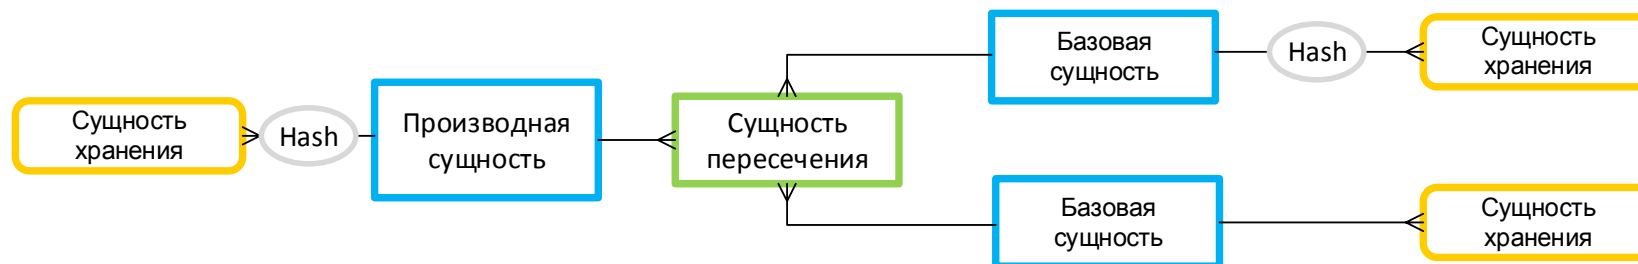 Сущность
хранения
Hash
Производная
сущность
Сущность
пересечения
Базовая
сущность
Hash
Сущность
хранения
Базовая
сущность
Сущность
хранения